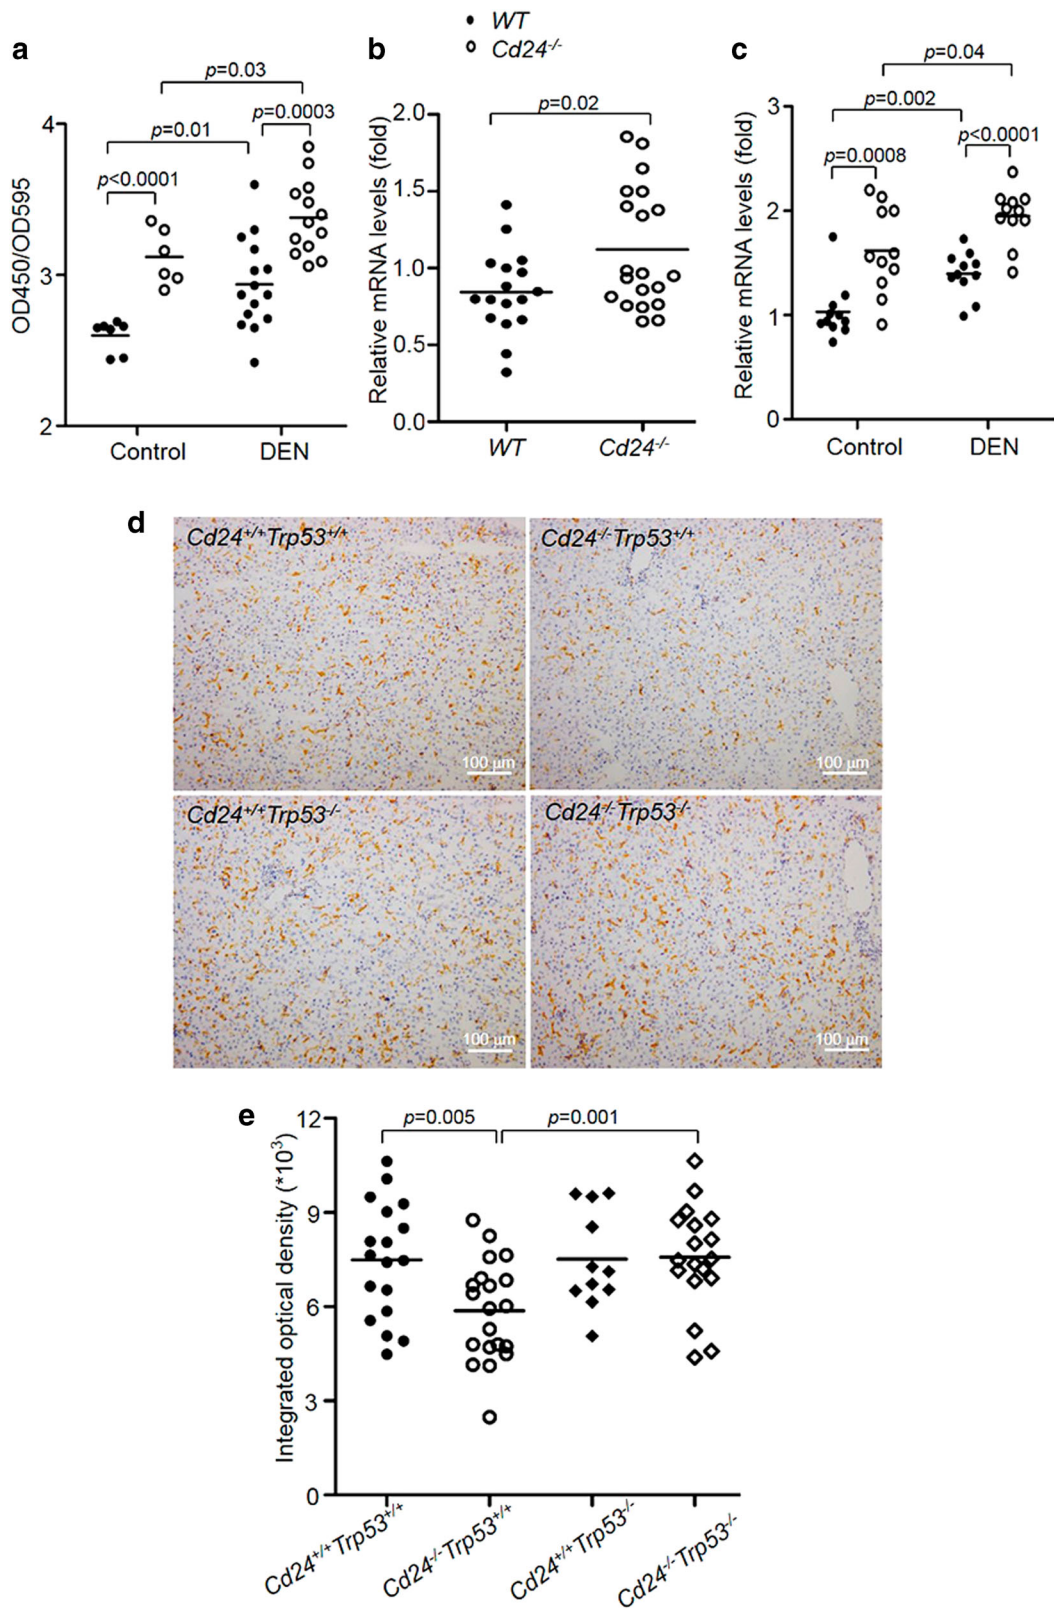 WT
Cd24-/-
a
p=0.03
p=0.0003
p=0.01
p<0.0001
OD450/OD595
4
3
2
Control
DEN
b
p=0.02
Relative mRNA levels (fold)
2.0
1.5
1.0
0.5
0.0
WT
Cd24-/-
c
p=0.04
p=0.002
p<0.0001
p=0.0008
Relative mRNA levels (fold)
3
2
1
0
Control
DEN
d
Cd24+/+Trp53+/+
100 μm
Cd24-/-Trp53+/+
100 μm
Cd24+/+Trp53-/-
100 μm
Cd24-/-Trp53-/-
100 μm
e
p=0.005
p=0.001
Integrated optical density (*10³)
12
9
6
3
0
Cd24+/+Trp53+/+
Cd24-/-Trp53+/+
Cd24+/+Trp53-/-
Cd24-/-Trp53-/-